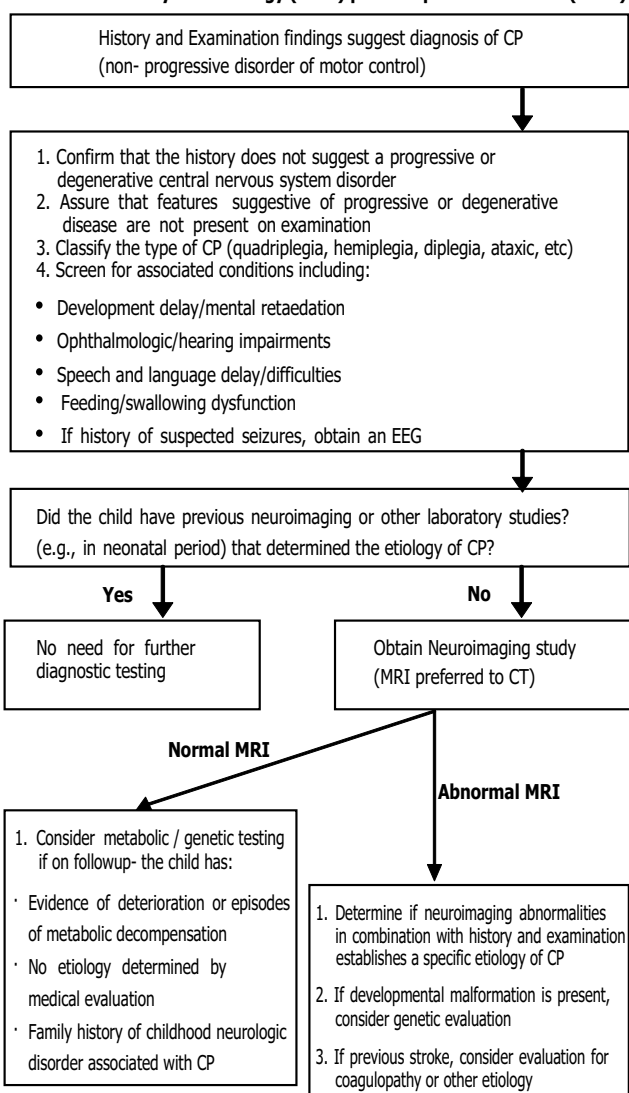 History and Examination findings suggest diagnosis of CP
(non- progressive disorder of motor control)
1. Confirm that the history does not suggest a progressive or
degenerative central nervous system disorder
2. Assure that features suggestive of progressive or degenerative
disease are not present on examination
3. Classify the type of CP (quadriplegia, hemiplegia, diplegia, ataxic, etc)
4. Screen for associated conditions including:
• Development delay/mental retaedation
• Ophthalmologic/hearing impairments
• Speech and language delay/difficulties
• Feeding/swallowing dysfunction
• If history of suspected seizures, obtain an EEG
Did the child have previous neuroimaging or other laboratory studies?
(e.g., in neonatal period) that determined the etiology of CP?
Yes
No
No need for further
diagnostic testing
Obtain Neuroimaging study
(MRI preferred to CT)
Normal MRI
Abnormal MRI
1. Consider metabolic / genetic testing
if on followup- the child has:
· Evidence of deterioration or episodes
of metabolic decompensation
· No etiology determined by
medical evaluation
· Family history of childhood neurologic
disorder associated with CP
1. Determine if neuroimaging abnormalities
in combination with history and examination
establishes a specific etiology of CP
2. If developmental malformation is present,
consider genetic evaluation
3. If previous stroke, consider evaluation for
coagulopathy or other etiology